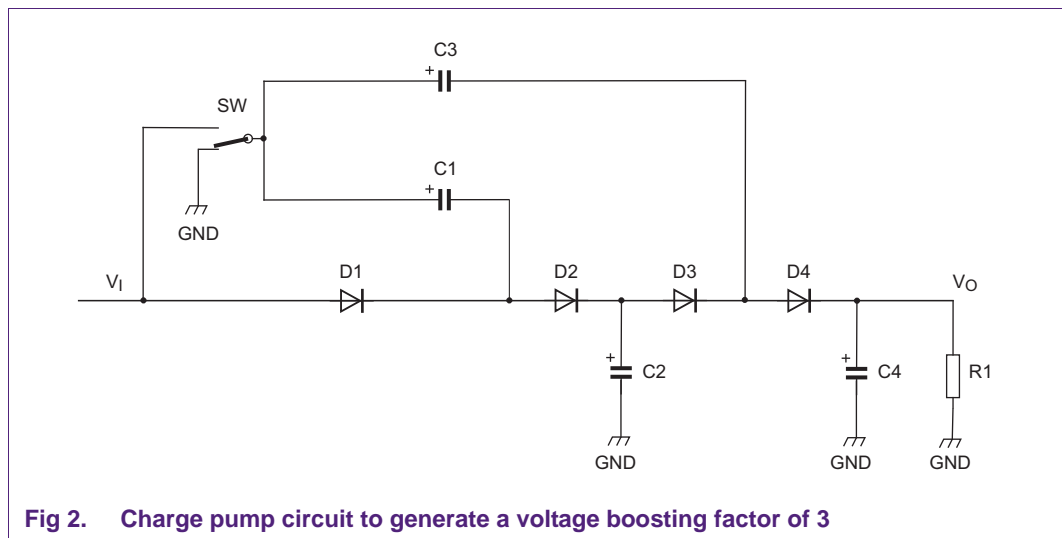 C3
+
SW
C1
+
GND
VI
D1
D2
D3
D4
VO
+
C2
+
C4
R1
GND
GND
GND
Fig 2. Charge pump circuit to generate a voltage boosting factor of 3